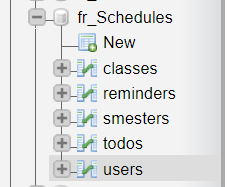 fr_Schedules
New
classes
reminders
smesters
todos
users